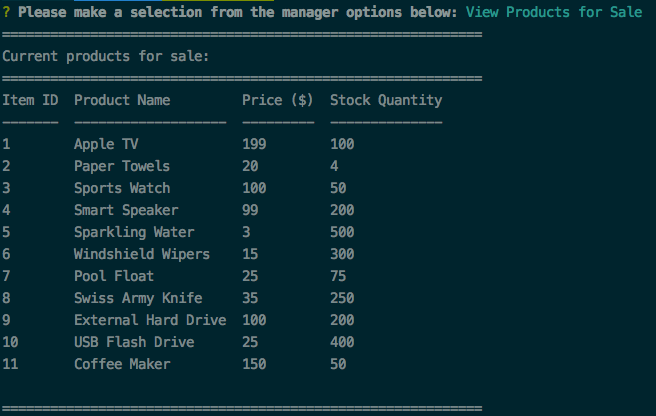 ? Please make a selection from the manager options below: View Products for Sale
============================================================
Current products for sale:
============================================================
Item ID  Product Name         Price ($)  Stock Quantity
-------  -------------------  ---------  --------------
1        Apple TV             199        100
2        Paper Towels         20         4
3        Sports Watch         100        50
4        Smart Speaker        99         200
5        Sparkling Water      3          500
6        Windshield Wipers    15         300
7        Pool Float           25         75
8        Swiss Army Knife     35         250
9        External Hard Drive  100        200
10       USB Flash Drive      25         400
11       Coffee Maker         150        50
============================================================